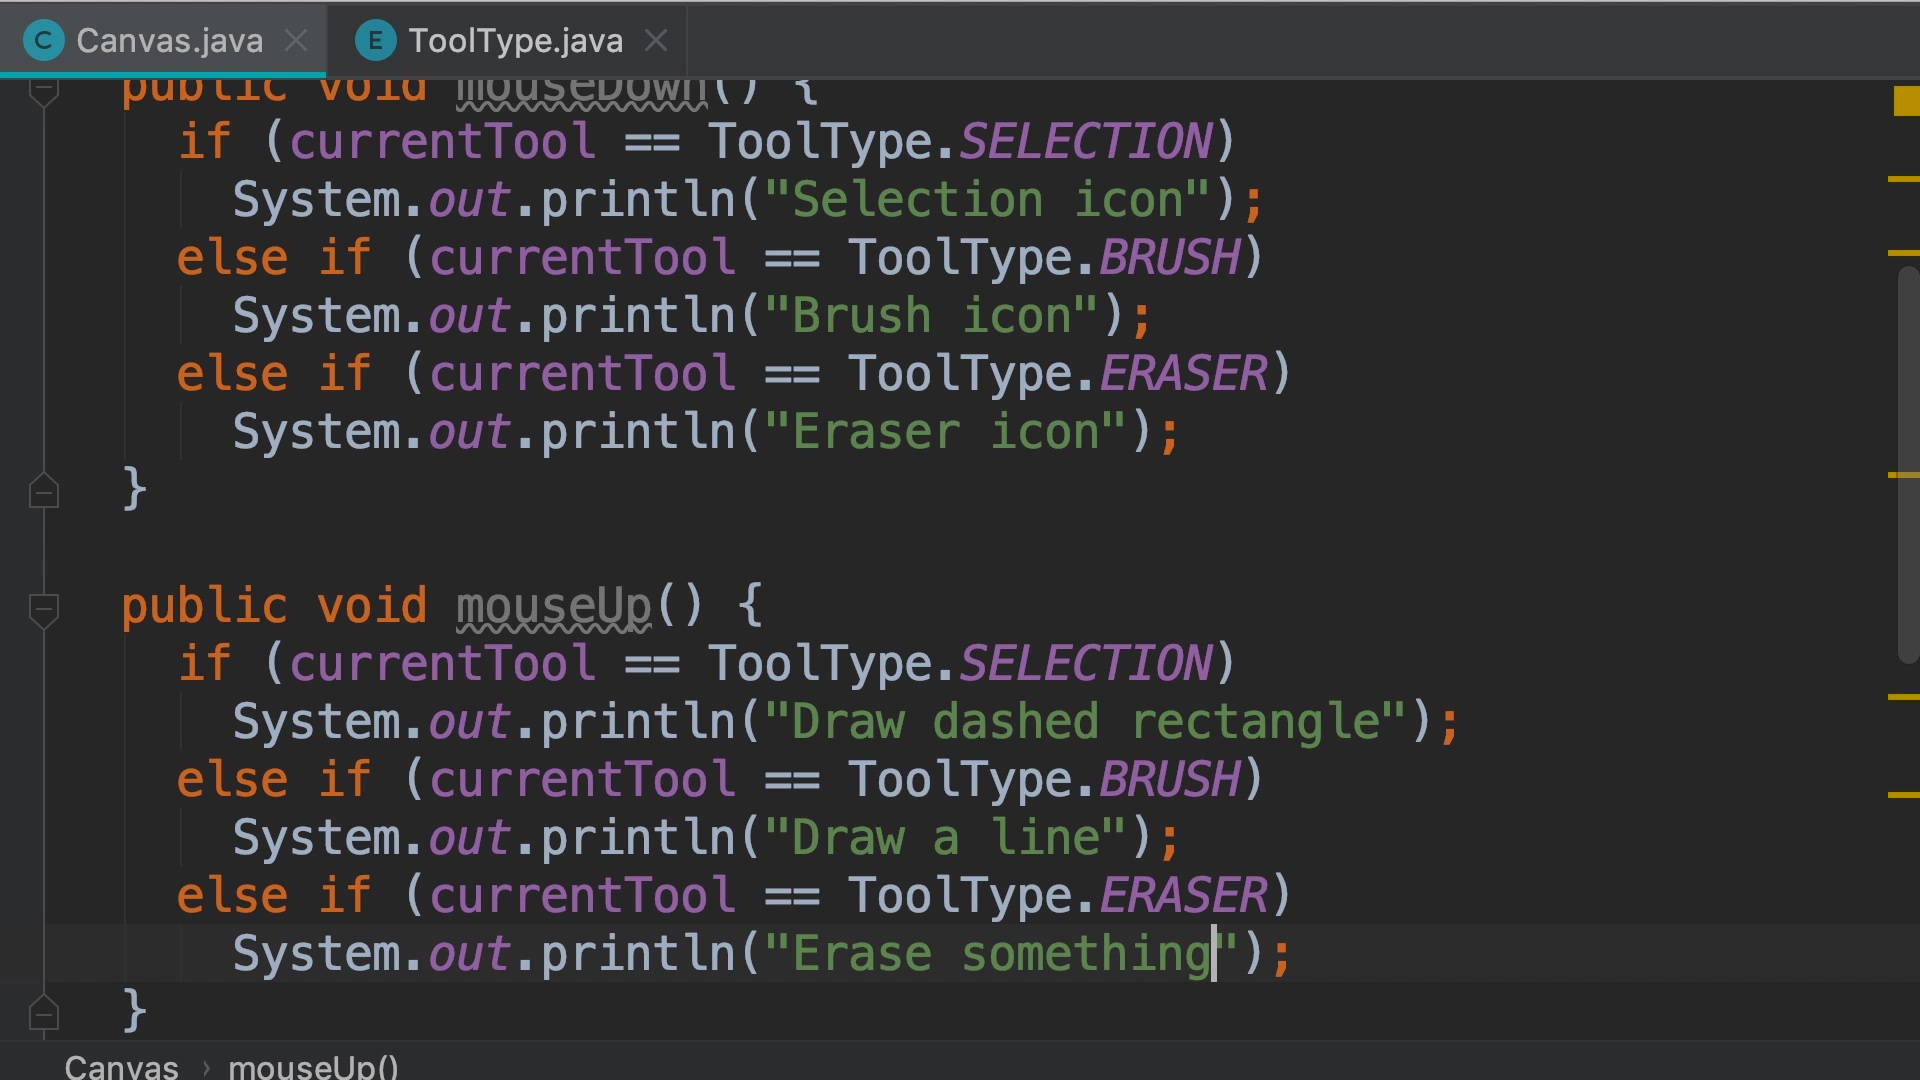 C Canvas.java E ToolType.java
public void mouseDown() {
if (currentTool == ToolType.SELECTION)
System.out.println("Selection icon");
else if (currentTool == ToolType.BRUSH)
System.out.println("Brush icon");
else if (currentTool == ToolType.ERASER)
System.out.println("Eraser icon");
}
public void mouseUp() {
if (currentTool == ToolType.SELECTION)
System.out.println("Draw dashed rectangle");
else if (currentTool == ToolType.BRUSH)
System.out.println("Draw a line");
else if (currentTool == ToolType.ERASER)
System.out.println("Erase something");
}
Canvas › mouseUp()